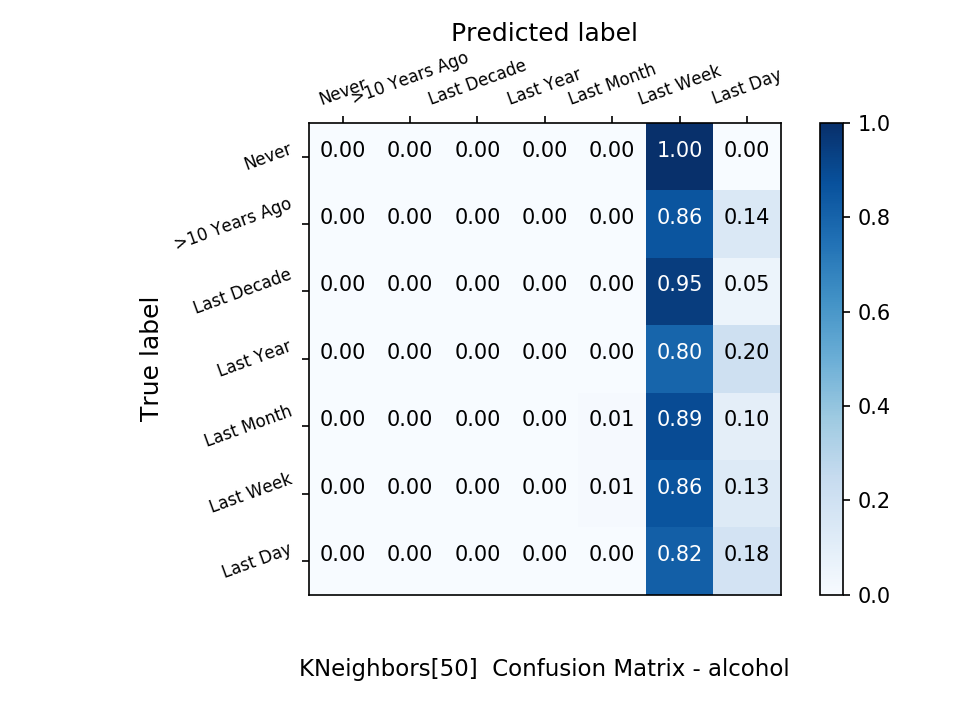 Predicted label
Never >10 Years Ago Last Decade Last Year Last Month Last Week Last Day
True label
Never 0.00 0.00 0.00 0.00 0.00 1.00 0.00
>10 Years Ago 0.00 0.00 0.00 0.00 0.00 0.86 0.14
Last Decade 0.00 0.00 0.00 0.00 0.00 0.95 0.05
Last Year 0.00 0.00 0.00 0.00 0.00 0.80 0.20
Last Month 0.00 0.00 0.00 0.00 0.01 0.89 0.10
Last Week 0.00 0.00 0.00 0.00 0.01 0.86 0.13
Last Day 0.00 0.00 0.00 0.00 0.00 0.82 0.18
1.0
0.8
0.6
0.4
0.2
0.0
KNeighbors[50] Confusion Matrix - alcohol